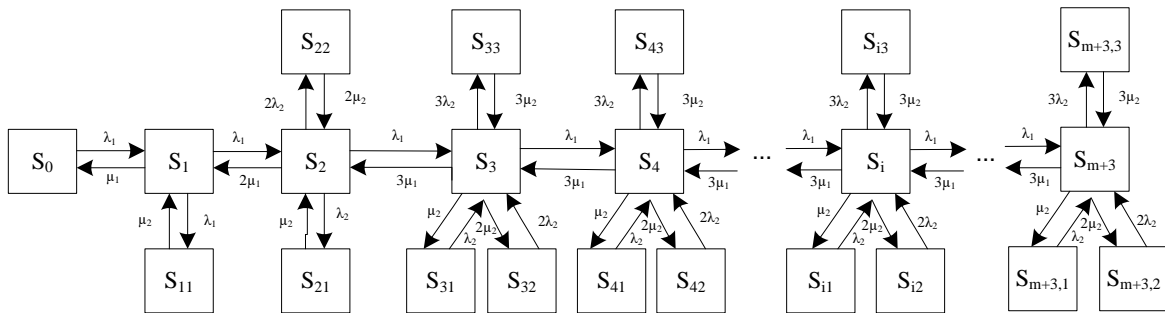 S22 S33 S43 Si3 Sm+3,3
2λ2 2μ2 3λ2 3μ2 3λ2 3μ2 3λ2 3μ2 3λ2 3μ2
λ1 λ1 λ1 λ1 λ1 λ1 λ1 λ1
S0 S1 S2 S3 S4 ... Si ... Sm+3
μ1 2μ1 3μ1 3μ1 3μ1 3μ1 3μ1 3μ1
μ2 λ1 μ2 λ2 μ2 λ2 2μ2 2λ2 μ2 λ2 2μ2 2λ2 μ2 λ2 2μ2 2λ2 μ2 λ2 2μ2 2λ2
S11 S21 S31 S32 S41 S42 Si1 Si2 Sm+3,1 Sm+3,2